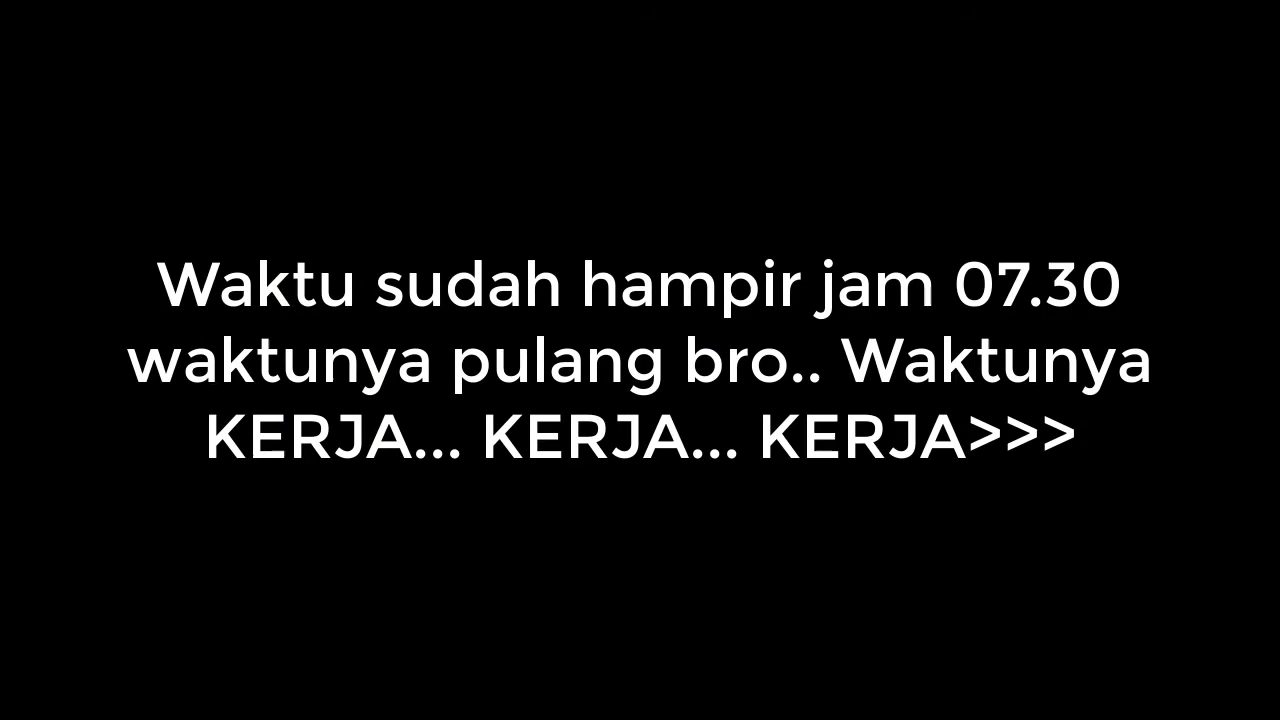 Waktu sudah hampir jam 07.30
waktunya pulang bro.. Waktunya
KERJA... KERJA... KERJA>>>